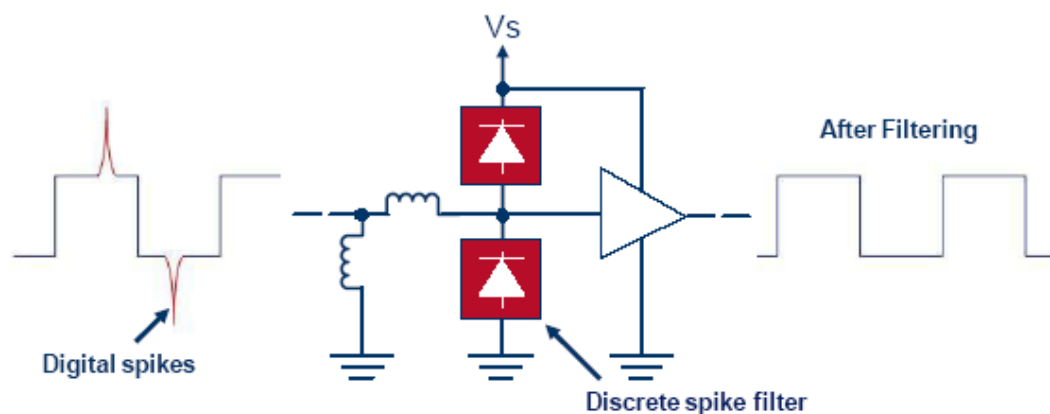 Vs
After Filtering
Digital spikes
Discrete spike filter